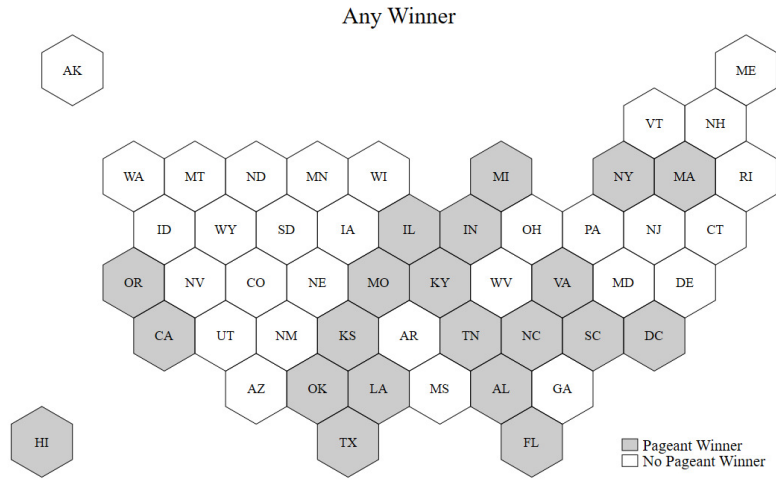 Any Winner
AK ME
VT NH
WA MT ND MN WI MI NY MA RI
ID WY SD IA IL IN OH PA NJ CT
OR NV CO NE MO KY WV VA MD DE
CA UT NM KS AR TN NC SC DC
AZ OK LA MS AL GA
HI TX FL
Pageant Winner
No Pageant Winner